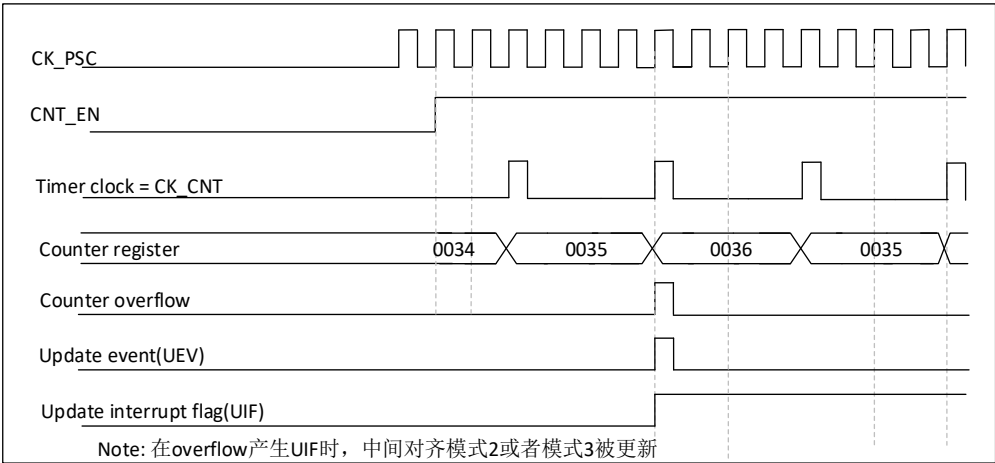 CK_PSC
CNT_EN
Timer clock = CK_CNT
Counter register 0034 0035 0036 0035
Counter overflow
Update event(UEV)
Update interrupt flag(UIF)
Note: 在overflow产生UIF时，中间对齐模式2或者模式3被更新